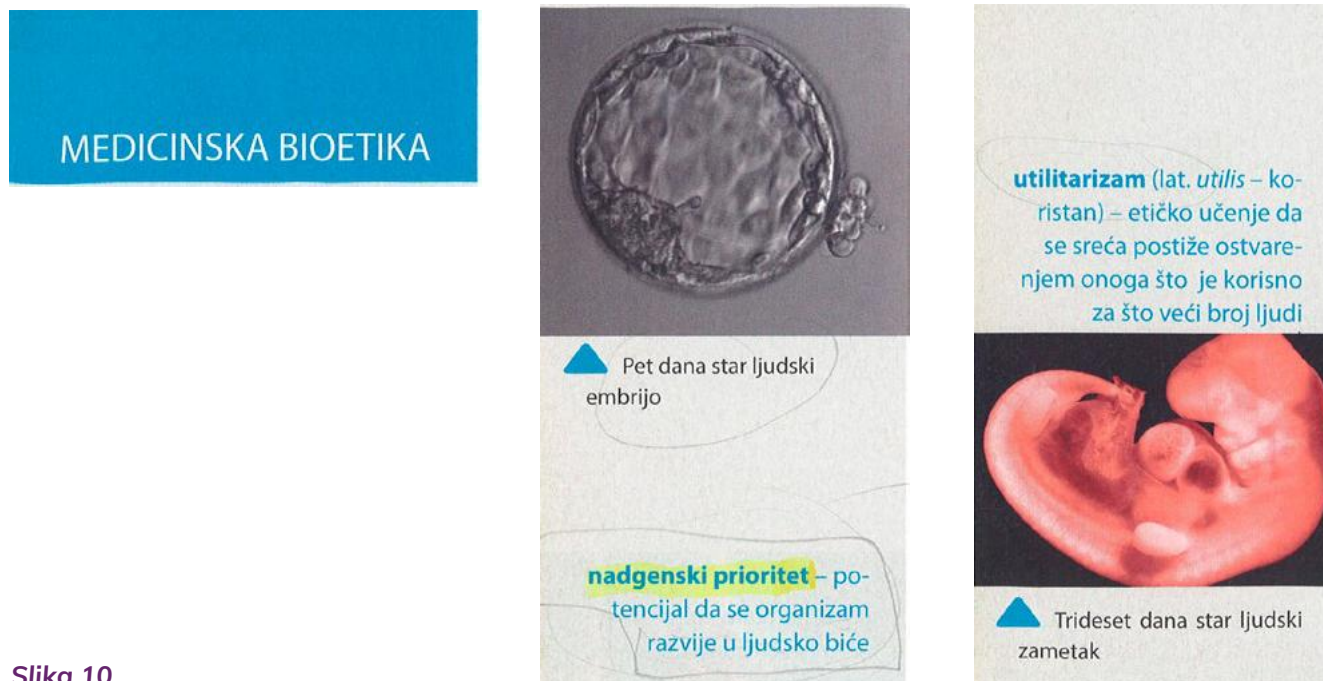 MEDICINSKA BIOETIKA
Pet dana star ljudski
embrijo
nadgenski prioritet – po-
tencijal da se organizam
razvije u ljudsko biće
utilitarizam (lat. utilis – ko-
ristan) – etičko učenje da
se sreća postiže ostvare-
njem onoga što je korisno
za što veći broj ljudi
Trideset dana star ljudski
zametak
Slika 10